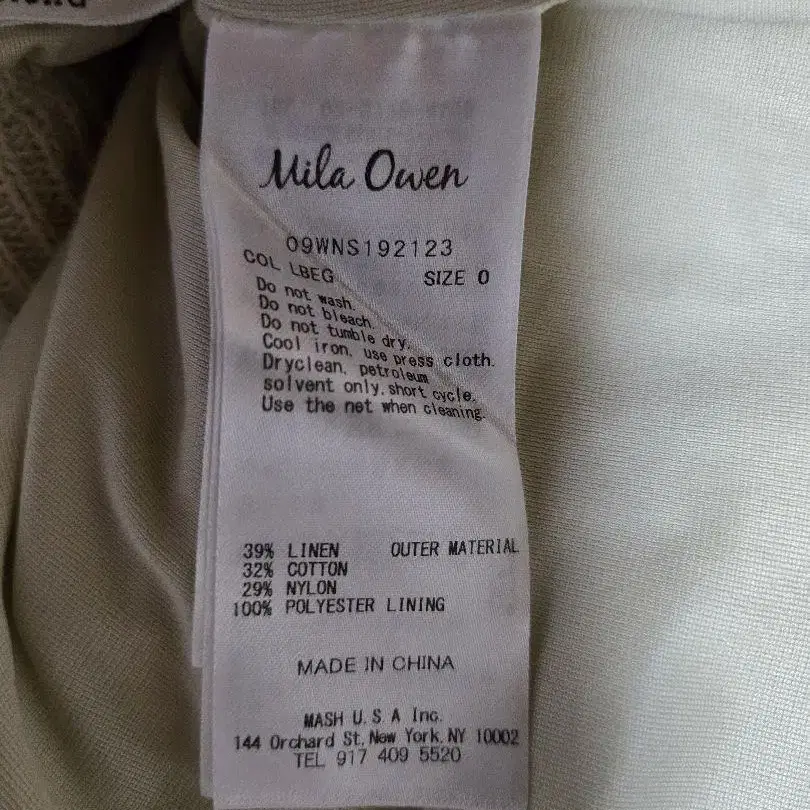 Mila Owen
09WNS192123
COL LBEG SIZE 0
Do not wash.
Do not bleach.
Do not tumble dry.
Cool iron, use press cloth.
Dryclean, petroleum
solvent only, short cycle.
Use the net when cleaning.
39% LINEN OUTER MATERIAL
32% COTTON
29% NYLON
100% POLYESTER LINING
MADE IN CHINA
MASH U.S.A Inc.
144 Orchard St, New York, NY 10002
TEL 917 409 5520